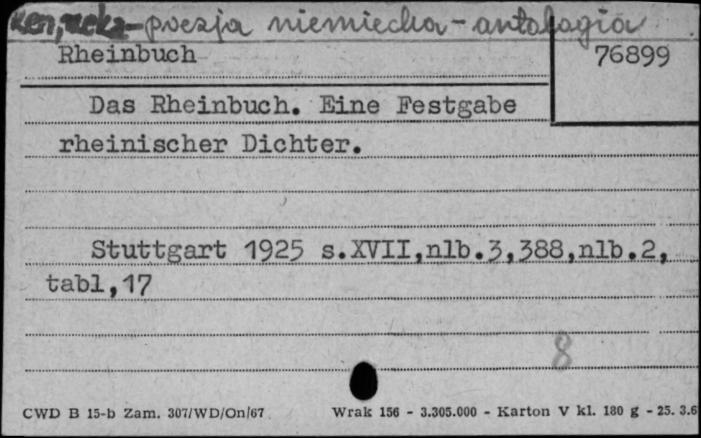 poezja niemiecka - antologia
Rheinbuch
76899
Das Rheinbuch. Eine Festgabe
rheinischer Dichter.
Stuttgart 1925 s.XVII,nlb.3,388,nlb.2,
tabl,17
8
CWD B 15-b Zam. 307/WD/On/67 Wrak 156 - 3.305.000 - Karton V kl. 180 g - 25. 3.6